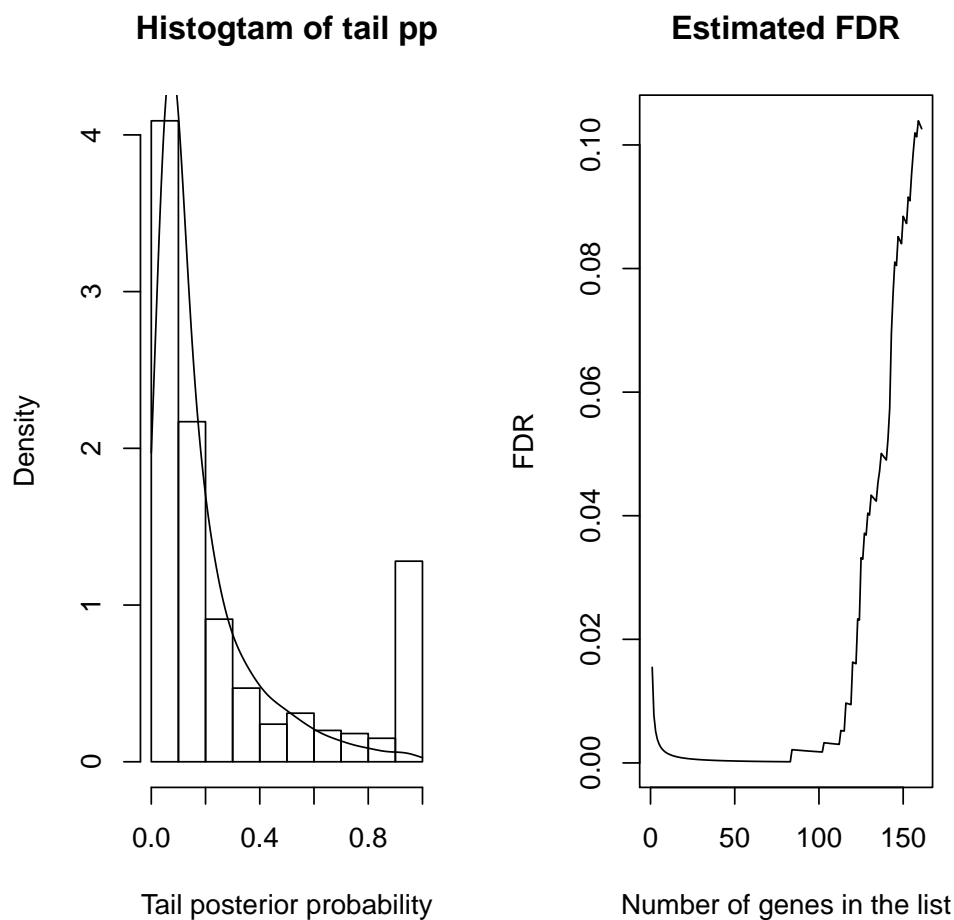 Histogtam of tail pp
Density
0
1
2
3
4
0.0 0.4 0.8
Tail posterior probability
Estimated FDR
FDR
0.00
0.02
0.04
0.06
0.08
0.10
0 50 100 150
Number of genes in the list